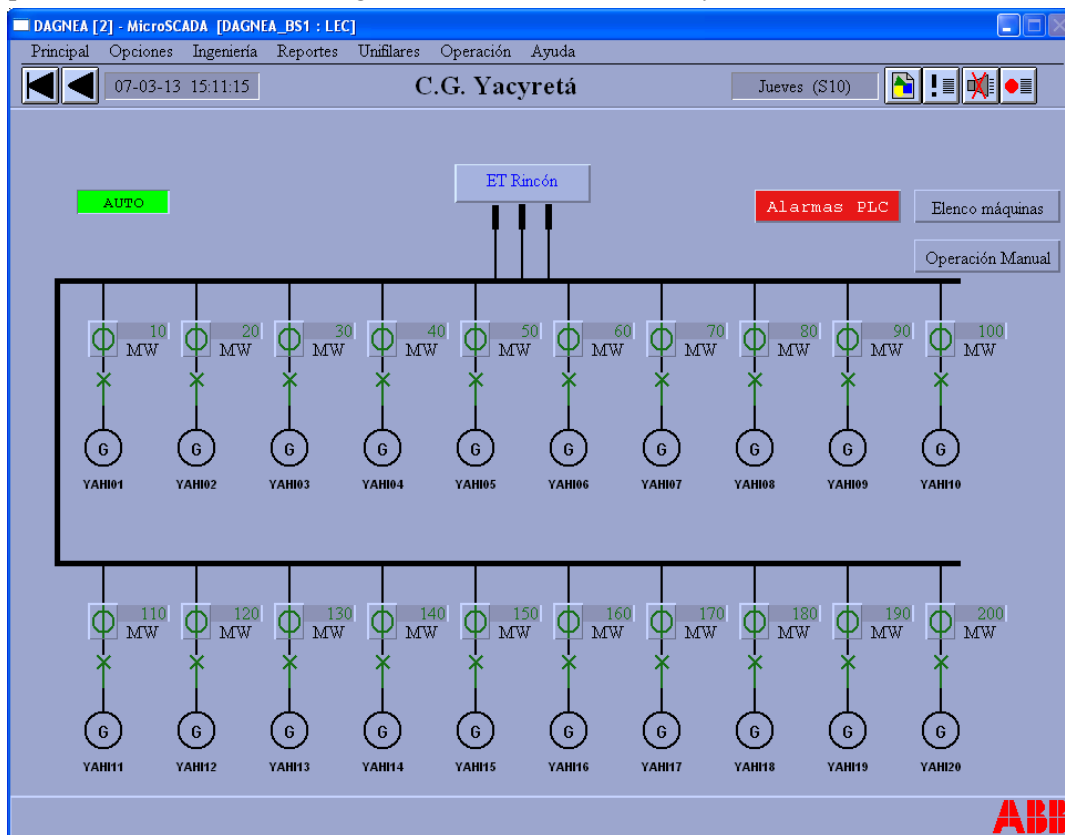 DAGNEA [2] - MicroSCADA [DAGNEA_BS1 : LEC]
Principal Opciones Ingeniería Reportes Unifilares Operación Ayuda
07-03-13 15:11:15 C.G. Yacyretá Jueves (S10)
ET Rincón
AUTO Alarmas PLC Elenco máquinas
Operación Manual
10 20 30 40 50 60 70 80 90 100
MW MW MW MW MW MW MW MW MW MW
G G G G G G G G G G
YAHI01 YAHI02 YAHI03 YAHI04 YAHI05 YAHI06 YAHI07 YAHI08 YAHI09 YAHI10
110 120 130 140 150 160 170 180 190 200
MW MW MW MW MW MW MW MW MW MW
G G G G G G G G G G
YAHI11 YAHI12 YAHI13 YAHI14 YAHI15 YAHI16 YAHI17 YAHI18 YAHI19 YAHI20
ABB